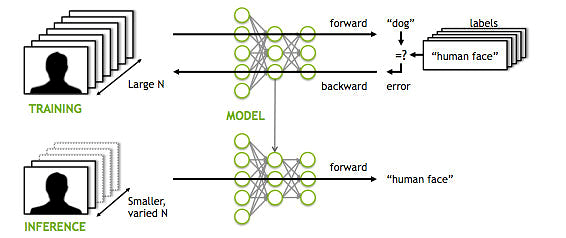 forward
"dog"
labels
=?
"human face"
Large N
backward
error
TRAINING
MODEL
forward
"human face"
Smaller,
varied N
INFERENCE